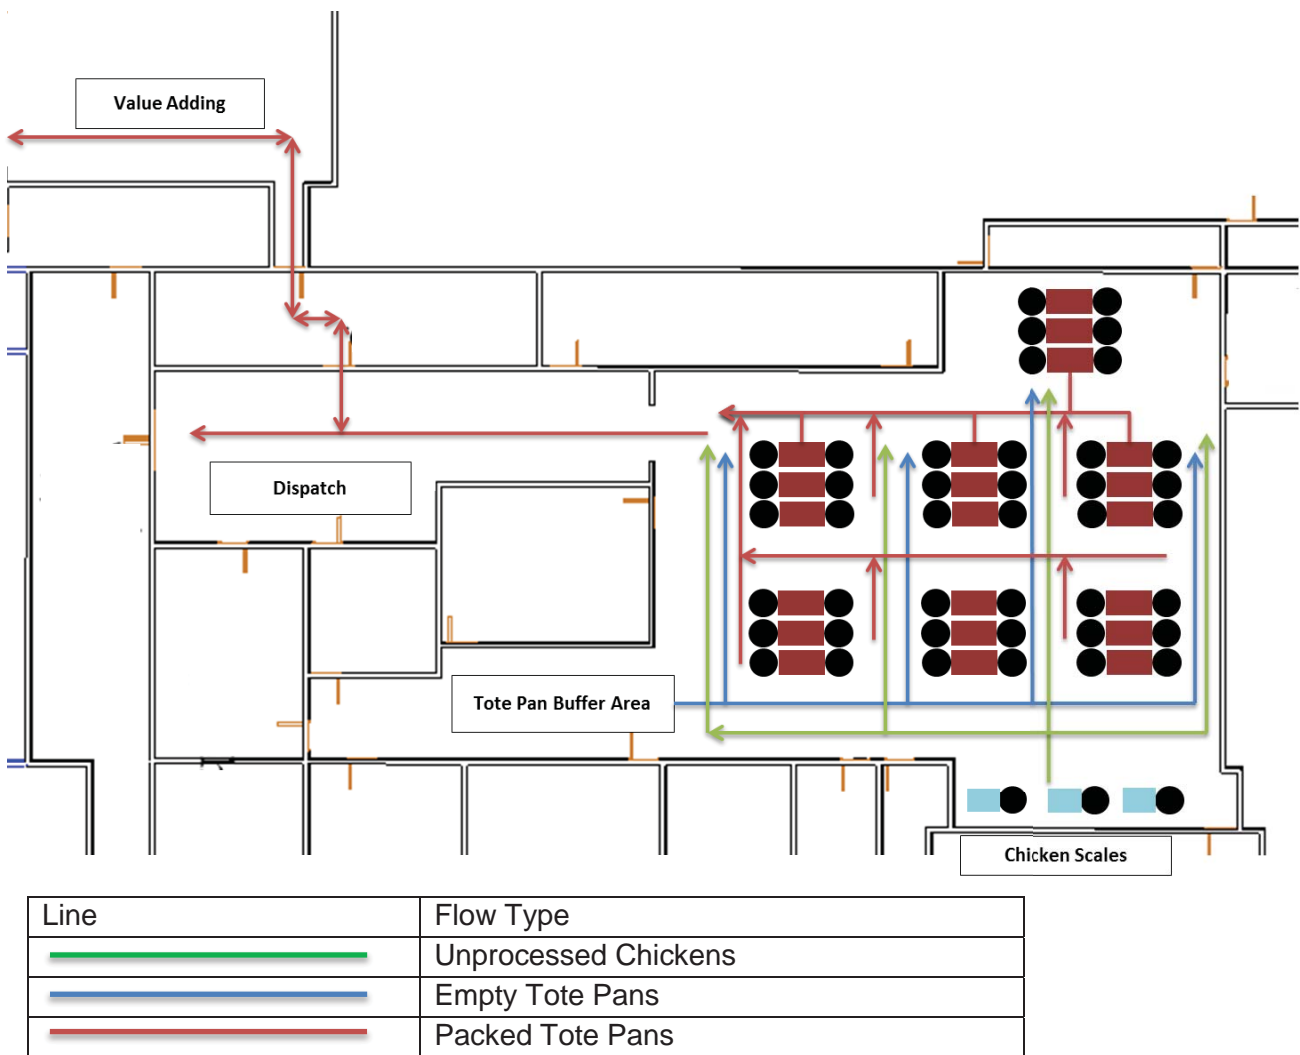 Value Adding
Dispatch
Tote Pan Buffer Area
Chicken Scales
Line Flow Type
Unprocessed Chickens
Empty Tote Pans
Packed Tote Pans